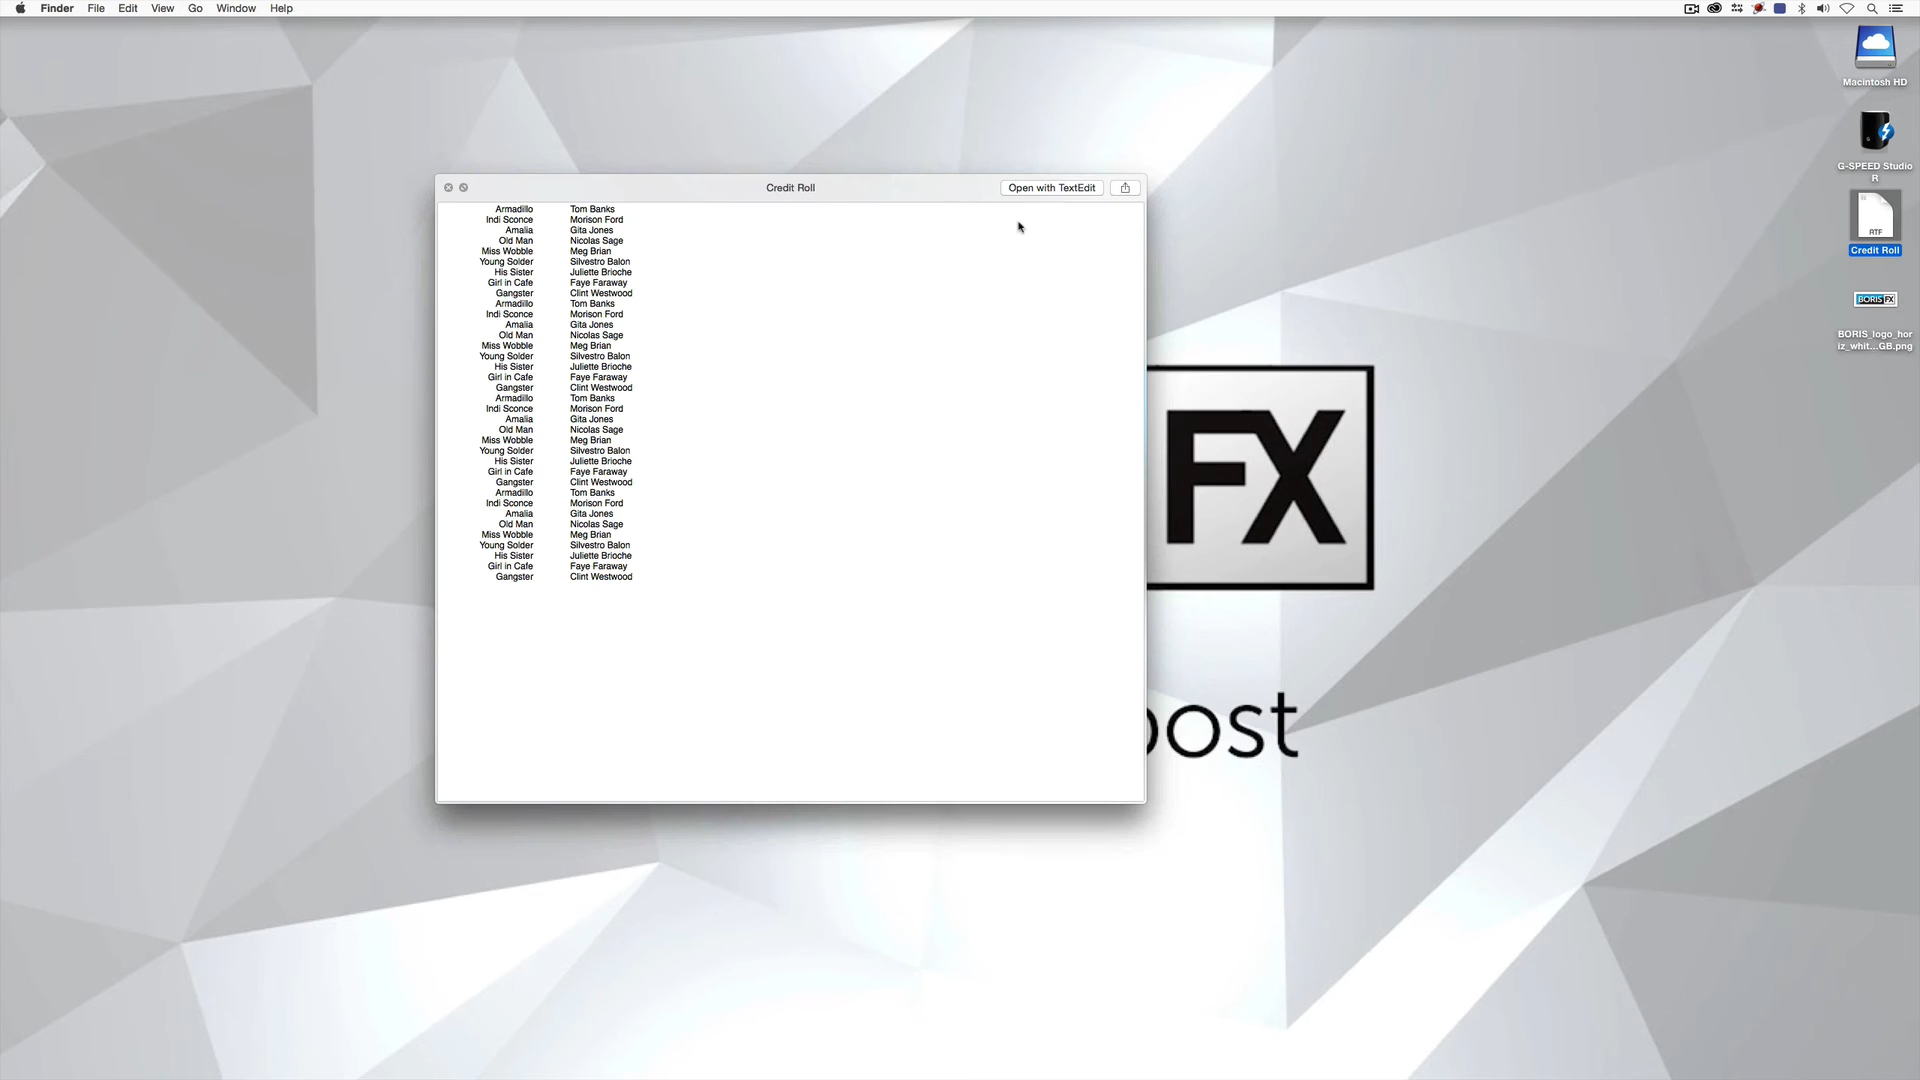 Finder File Edit View Go Window Help
Macintosh HD
G-SPEED Studio
R
RTF
Credit Roll
BORIS FX
BORIS_logo_hor
iz_whit...GB.png
Credit Roll
Open with TextEdit
Armadillo Tom Banks
Indi Sconce Morison Ford
Amalia Gita Jones
Old Man Nicolas Sage
Miss Wobble Meg Brian
Young Solder Silvestro Balon
His Sister Juliette Brioche
Girl in Cafe Faye Faraway
Gangster Clint Westwood
Armadillo Tom Banks
Indi Sconce Morison Ford
Amalia Gita Jones
Old Man Nicolas Sage
Miss Wobble Meg Brian
Young Solder Silvestro Balon
His Sister Juliette Brioche
Girl in Cafe Faye Faraway
Gangster Clint Westwood
Armadillo Tom Banks
Indi Sconce Morison Ford
Amalia Gita Jones
Old Man Nicolas Sage
Miss Wobble Meg Brian
Young Solder Silvestro Balon
His Sister Juliette Brioche
Girl in Cafe Faye Faraway
Gangster Clint Westwood
Armadillo Tom Banks
Indi Sconce Morison Ford
Amalia Gita Jones
Old Man Nicolas Sage
Miss Wobble Meg Brian
Young Solder Silvestro Balon
His Sister Juliette Brioche
Girl in Cafe Faye Faraway
Gangster Clint Westwood
FX
post